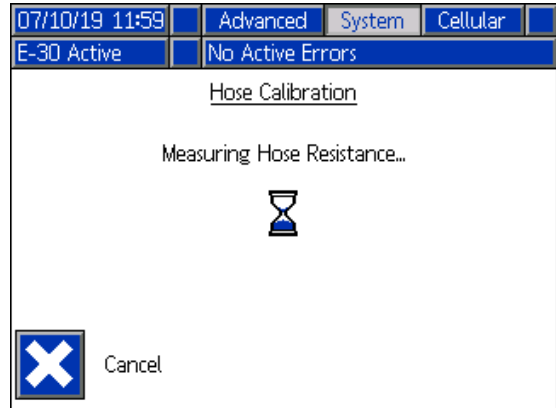 07/10/19 11:59 Advanced System Cellular
E-30 Active No Active Errors
Hose Calibration
Measuring Hose Resistance...
Cancel